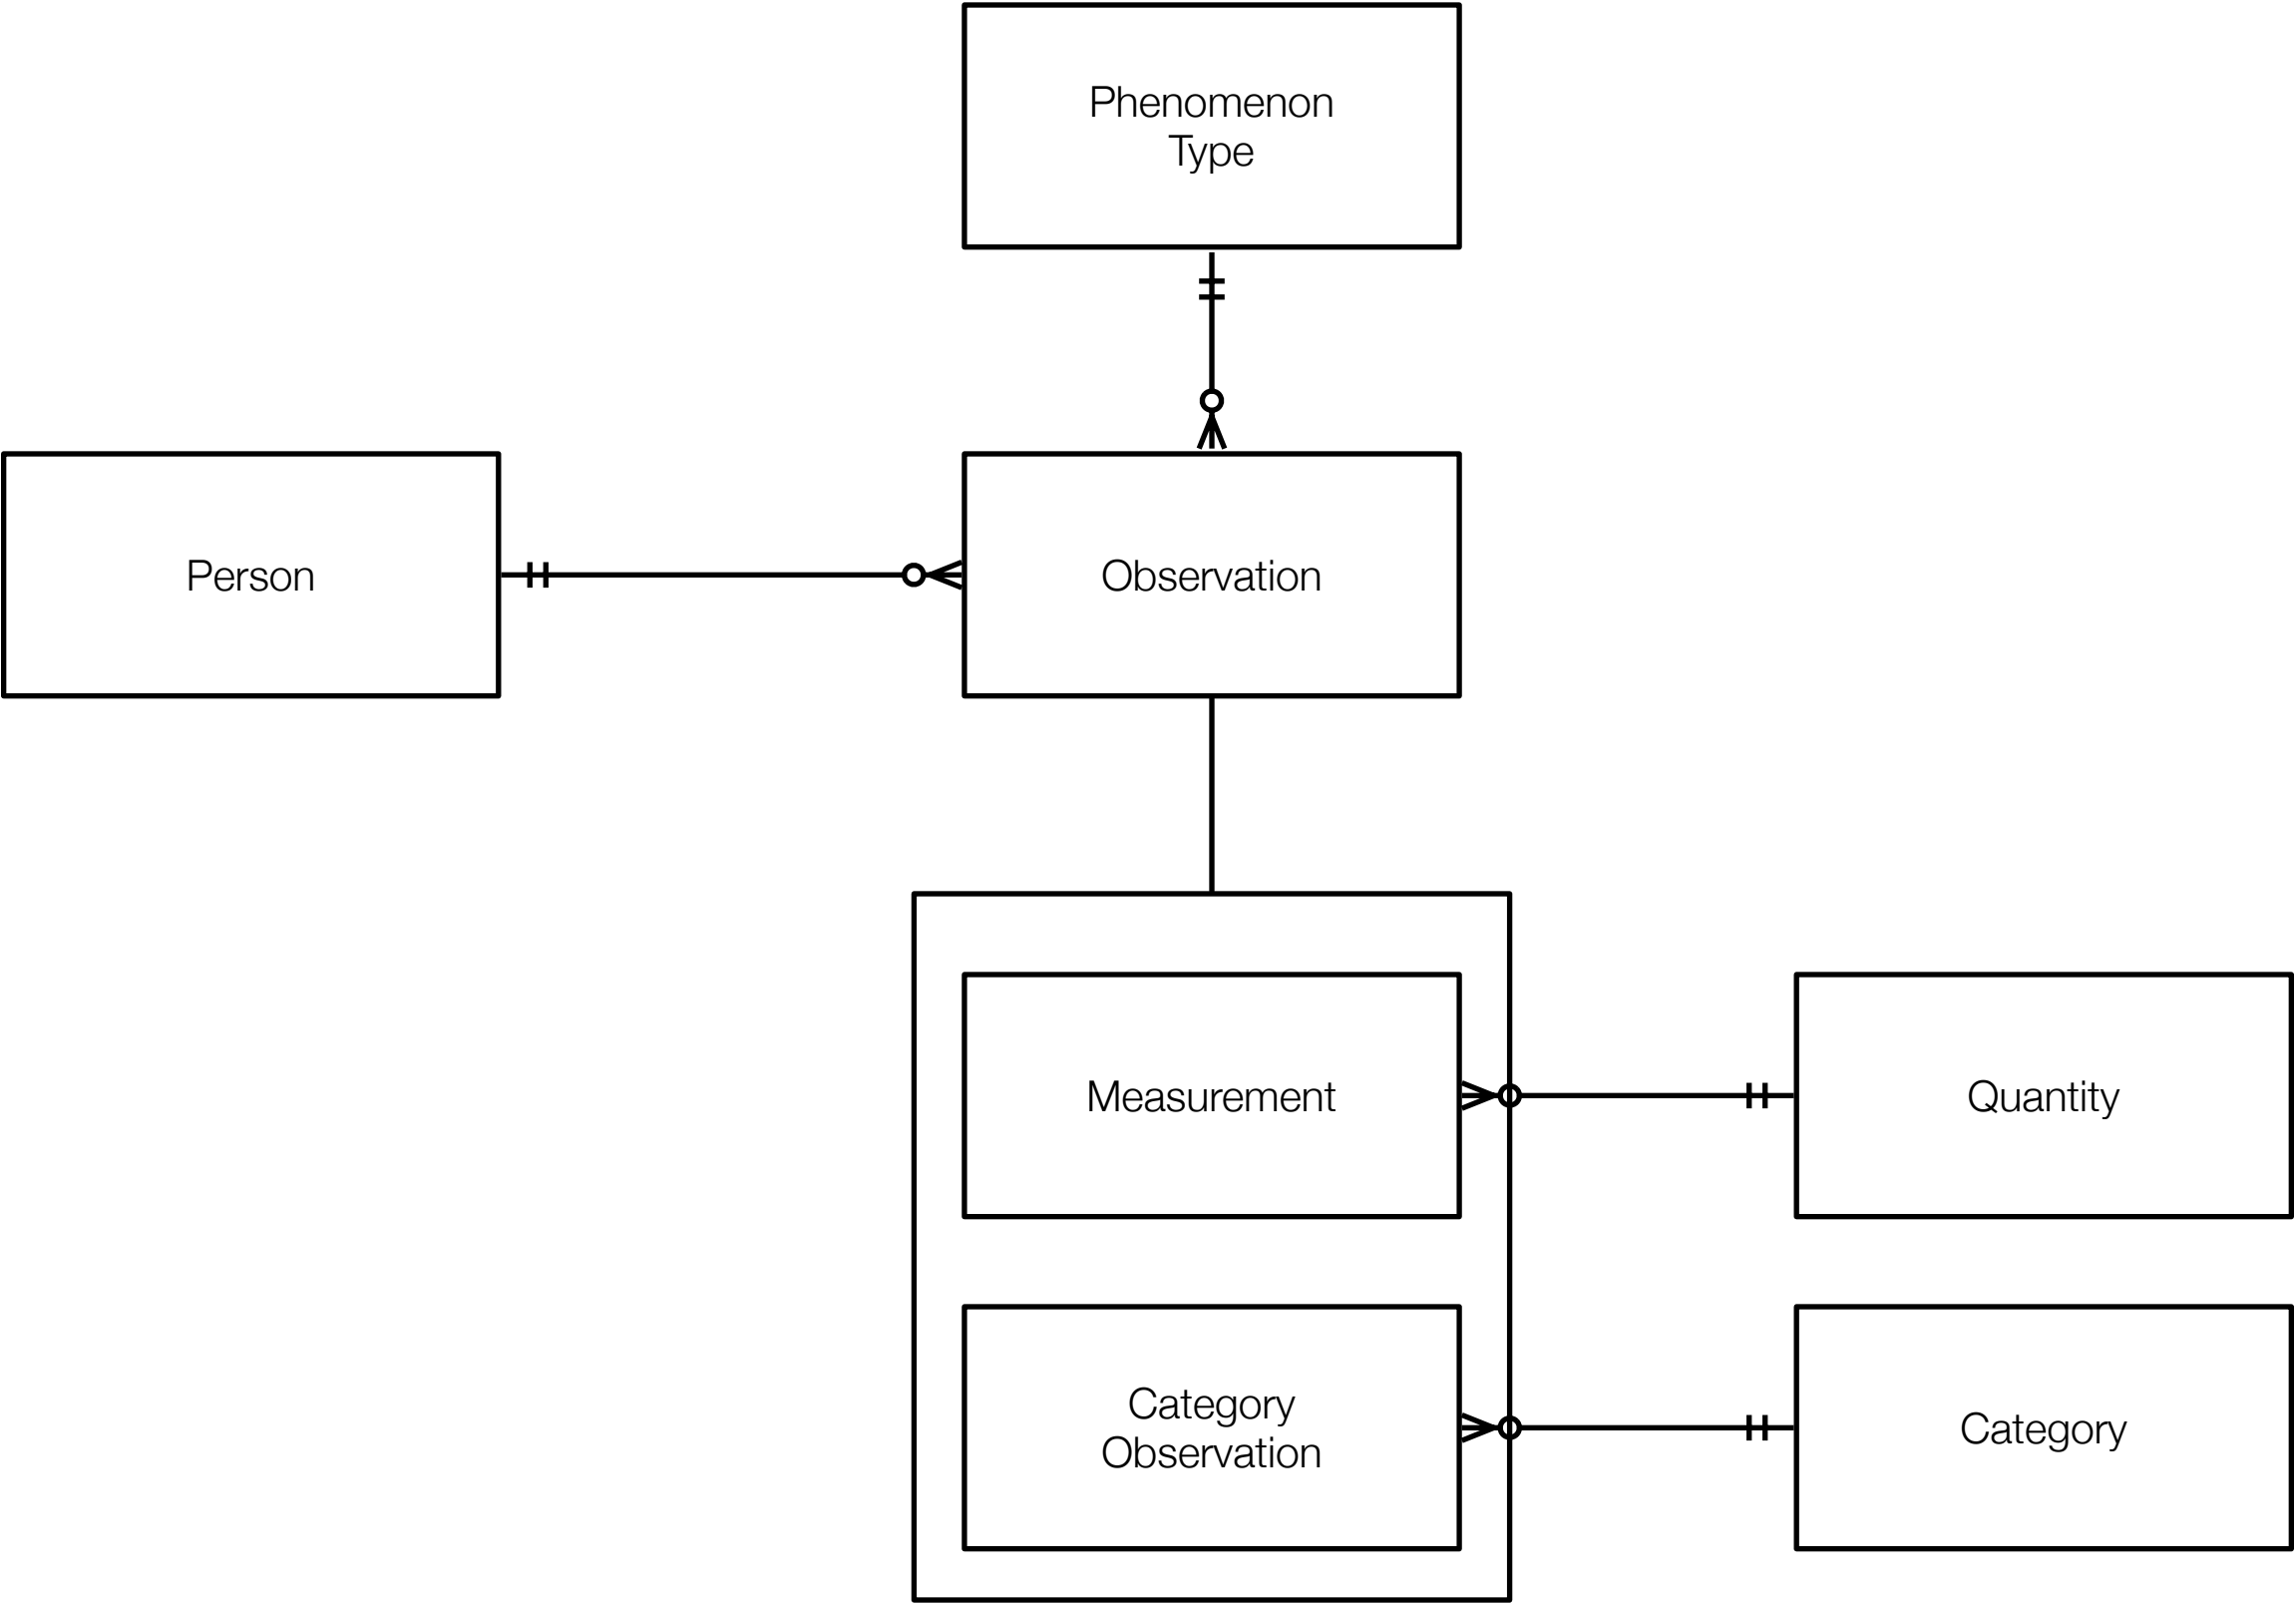 Phenomenon
Type
Person
Observation
Measurement
Quantity
Category
Observation
Category